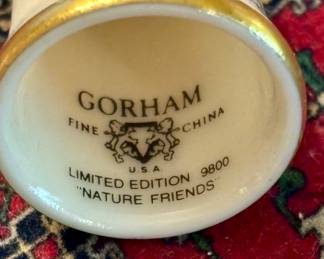 GORHAM
FINE CHINA
U.S.A
LIMITED EDITION 9800
"NATURE FRIENDS"